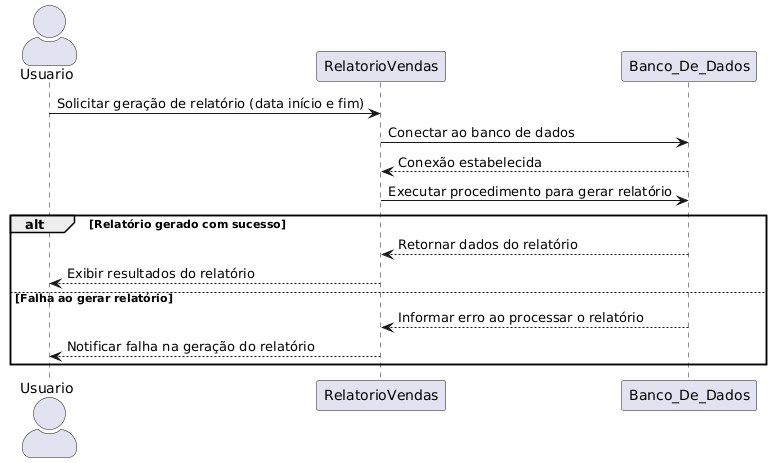 Usuario
RelatorioVendas
Banco_De_Dados
Solicitar geração de relatório (data início e fim)
Conectar ao banco de dados
Conexão estabelecida
Executar procedimento para gerar relatório
alt
[Relatório gerado com sucesso]
Retornar dados do relatório
Exibir resultados do relatório
[Falha ao gerar relatório]
Informar erro ao processar o relatório
Notificar falha na geração do relatório
Usuario
RelatorioVendas
Banco_De_Dados